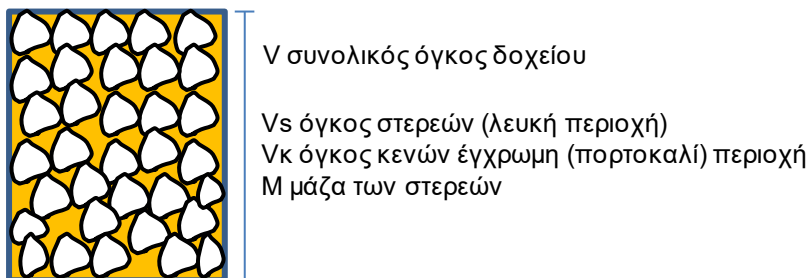 V συνολικός όγκος δοχείου
Vs όγκος στερεών (λευκή περιοχή)
Vκ όγκος κενών έγχρωμη (πορτοκαλί) περιοχή
Μ μάζα των στερεών